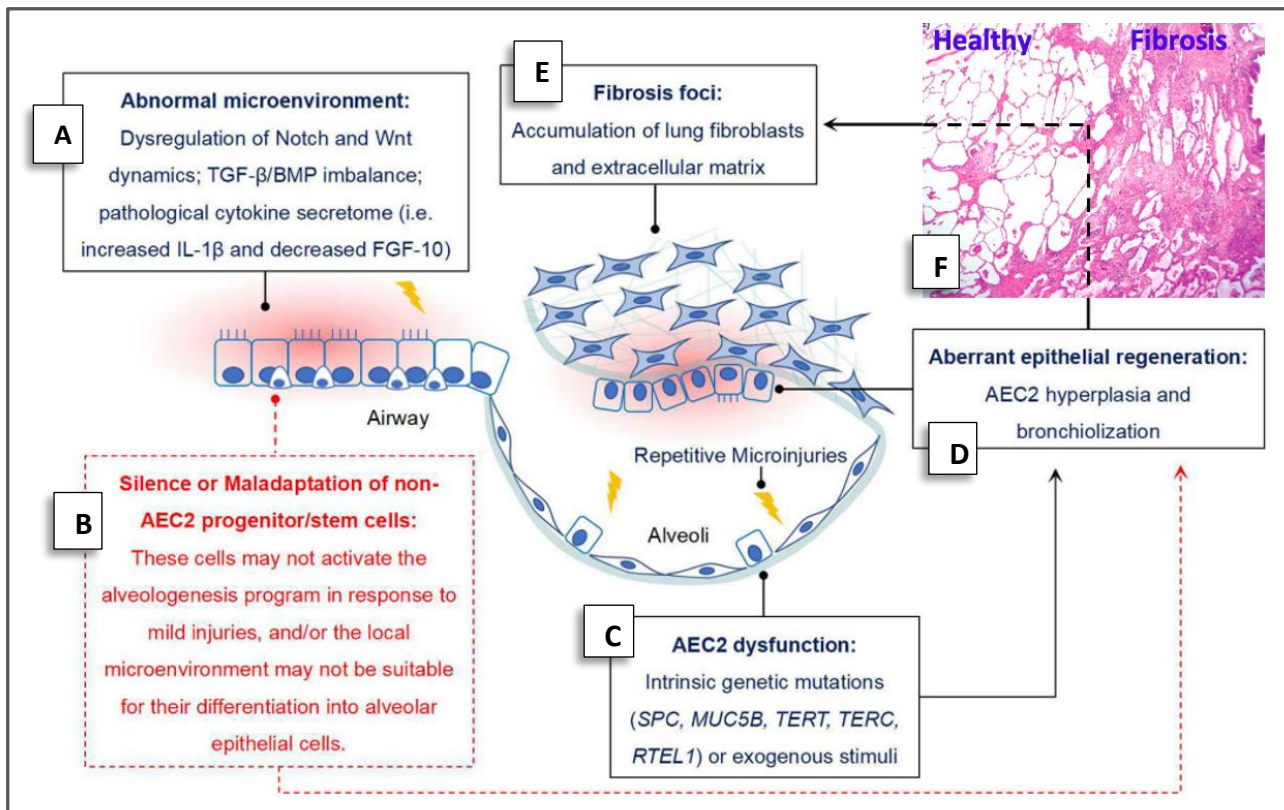 A
Abnormal microenvironment:
Dysregulation of Notch and Wnt
dynamics; TGF-β/BMP imbalance;
pathological cytokine secretome (i.e.
increased IL-1β and decreased FGF-10)
E
Fibrosis foci:
Accumulation of lung fibroblasts
and extracellular matrix
Healthy
Fibrosis
F
Airway
Repetitive Microinjuries
Alveoli
Aberrant epithelial regeneration:
AEC2 hyperplasia and
bronchiolization
D
B
Silence or Maladaptation of non-
AEC2 progenitor/stem cells:
These cells may not activate the
alveologenesis program in response to
mild injuries, and/or the local
microenvironment may not be suitable
for their differentiation into alveolar
epithelial cells.
C
AEC2 dysfunction:
Intrinsic genetic mutations
(SPC, MUC5B, TERT, TERC,
RTEL1) or exogenous stimuli